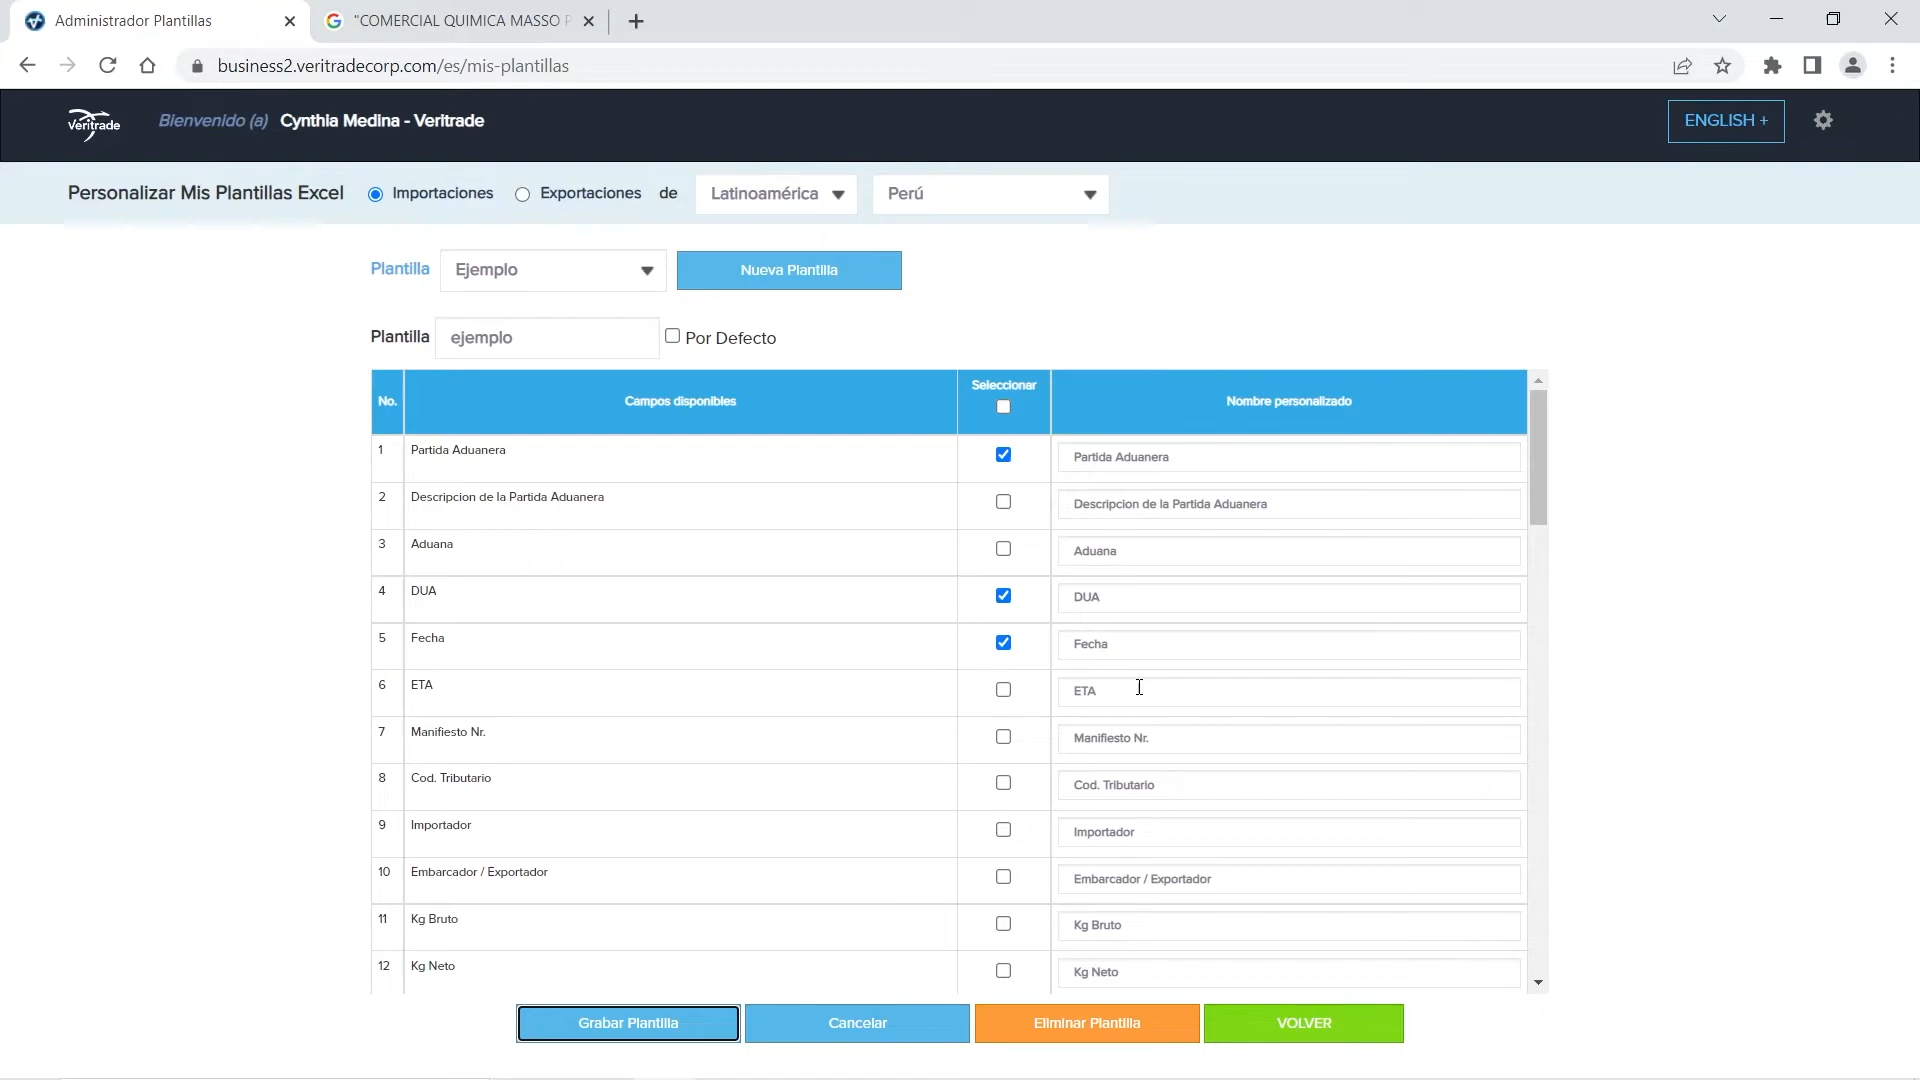 Administrador Plantillas
"COMERCIAL QUIMICA MASSO
business2.veritradecorp.com/es/mis-plantillas
Veritrade
Bienvenido (a) Cynthia Medina - Veritrade
ENGLISH +
Personalizar Mis Plantillas Excel Importaciones Exportaciones de Latinoamérica Perú
Plantilla Ejemplo Nueva Plantilla
Plantilla ejemplo Por Defecto
No. Campos disponibles Seleccionar Nombre personalizado
1 Partida Aduanera Partida Aduanera
2 Descripcion de la Partida Aduanera Descripcion de la Partida Aduanera
3 Aduana Aduana
4 DUA DUA
5 Fecha Fecha
6 ETA ETA
7 Manifiesto Nr. Manifiesto Nr.
8 Cod. Tributario Cod. Tributario
9 Importador Importador
10 Embarcador / Exportador Embarcador / Exportador
11 Kg Bruto Kg Bruto
12 Kg Neto Kg Neto
Grabar Plantilla Cancelar Eliminar Plantilla VOLVER